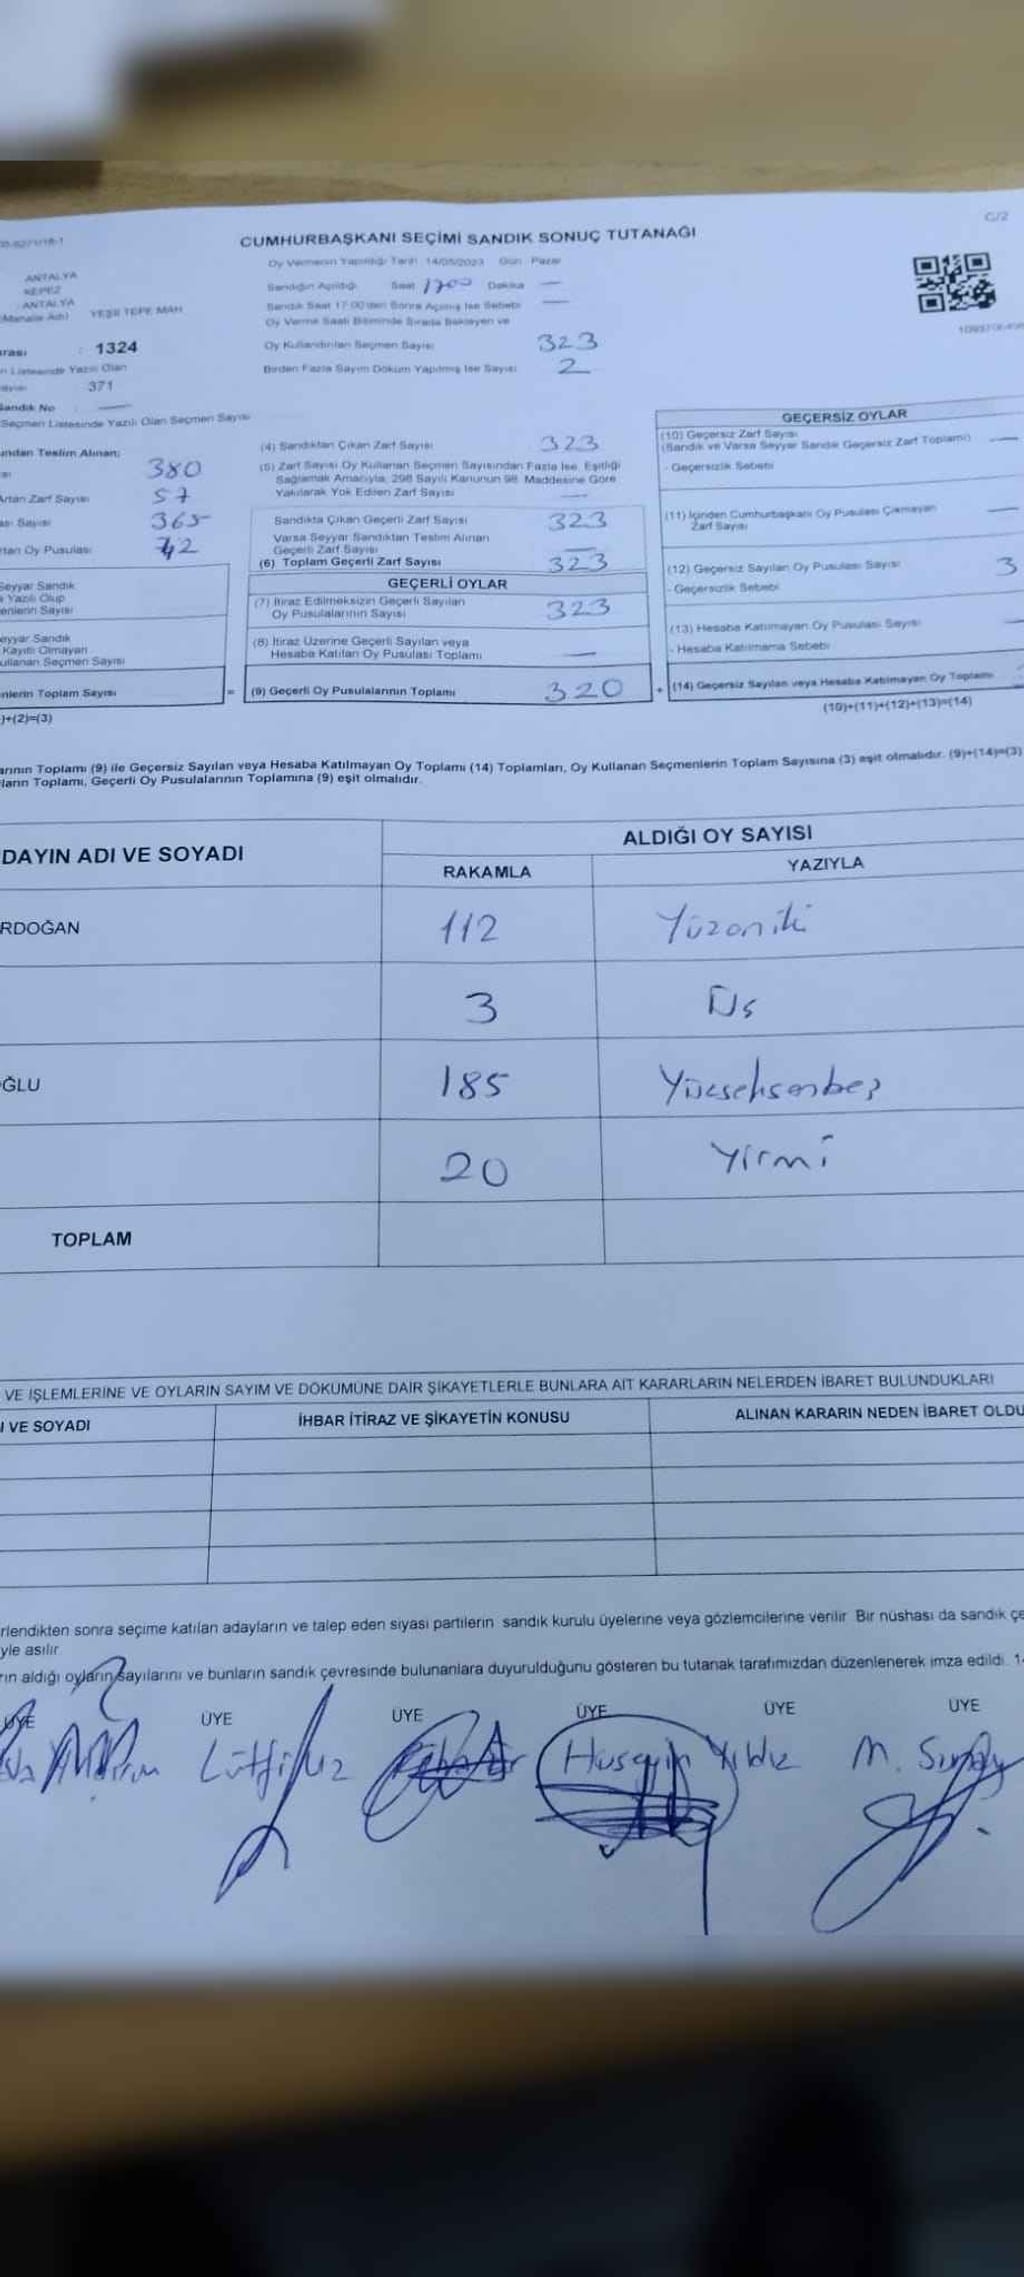 G/2
CUMHURBAŞKANI SEÇİMİ SANDIK SONUÇ TUTANAĞI
Oy Vermenin Yapıldığı Tarih 14/05/2023 Gün Pazar
ANTALYA
KEPEZ
ANTALYA
YEŞİLTEPE MAH
Sandığın Açıldığı Saat 1700 Dakika —
Sandık Saat 17:00'den Sonra Açılmış İse Sebebi —
Oy Verme Saati Bitiminde Sırada Bekleyen ve
Oy Kullandırılan Seçmen Sayısı 323
Birden Fazla Sayım Döküm Yapılmış İse Sayısı 2
rası : 1324
n Listesinde Yazılı Olan
371
Sandık No —
Seçmen Listesinde Yazılı Olan Seçmen Sayısı
ından Teslim Alınan;
380
Artan Zarf Sayısı 57
ası Sayısı 365
rtan Oy Pusulası 42
Seyyar Sandık
Yazılı Olup
enlerin Sayısı
eyyar Sandık
Kayıtlı Olmayan
ullanan Seçmen Sayısı
nlerin Toplam Sayısı
)+(2)=(3)
(4) Sandıktan Çıkan Zarf Sayısı 323
(5) Zarf Sayısı Oy Kullanan Seçmen Sayısından Fazla İse, Eşitliği
Sağlamak Amacıyla, 298 Sayılı Kanunun 98. Maddesine Göre
Yakılarak Yok Edilen Zarf Sayısı —
Sandıkta Çıkan Geçerli Zarf Sayısı 323
Varsa Seyyar Sandıktan Teslim Alınan
Geçerli Zarf Sayısı —
(6) Toplam Geçerli Zarf Sayısı 323
GEÇERLİ OYLAR
(7) İtiraz Edilmeksizin Geçerli Sayılan
Oy Pusulalarının Sayısı 323
(8) İtiraz Üzerine Geçerli Sayılan veya
Hesaba Katılan Oy Pusulası Toplamı —
= (9) Geçerli Oy Pusulalarının Toplamı 320 +
GEÇERSİZ OYLAR
(10) Geçersiz Zarf Sayısı
(Sandık ve Varsa Seyyar Sandık Geçersiz Zarf Toplamı) —
- Geçersizlik Sebebi
(11) İçinden Cumhurbaşkanı Oy Pusulası Çıkmayan
Zarf Sayısı —
(12) Geçersiz Sayılan Oy Pusulası Sayısı 3
- Geçersizlik Sebebi
(13) Hesaba Katılmayan Oy Pusulası Sayısı —
- Hesaba Katılmama Sebebi
(14) Geçersiz Sayılan veya Hesaba Katılmayan Oy Toplamı
(10)+(11)+(12)+(13)=(14)
arının Toplamı (9) ile Geçersiz Sayılan veya Hesaba Katılmayan Oy Toplamı (14) Toplamları, Oy Kullanan Seçmenlerin Toplam Sayısına (3) eşit olmalıdır. (9)+(14)=(3)
ların Toplamı, Geçerli Oy Pusulalarının Toplamına (9) eşit olmalıdır.
DAYIN ADI VE SOYADI
ALDIĞI OY SAYISI
RAKAMLA YAZIYLA
RDOĞAN 112 Yüzoniki
3 Üç
OĞLU 185 Yüzseksenbeş
20 Yirmi
TOPLAM
VE İŞLEMLERİNE VE OYLARIN SAYIM VE DÖKÜMÜNE DAİR ŞİKAYETLERLE BUNLARA AİT KARARLARIN NELERDEN İBARET BULUNDUKLARI
I VE SOYADI İHBAR İTİRAZ VE ŞİKAYETİN KONUSU ALINAN KARARIN NEDEN İBARET OLDU
rlendikten sonra seçime katılan adayların ve talep eden siyasi partilerin sandık kurulu üyelerine veya gözlemcilerine verilir. Bir nüshası da sandık çe
yle asılır.
rın aldığı oyların sayılarını ve bunların sandık çevresinde bulunanlara duyurulduğunu gösteren bu tutanak tarafımızdan düzenlenerek imza edildi. 1
ÜYE ÜYE ÜYE ÜYE ÜYE ÜYE
Hüseyin Yıldız M.